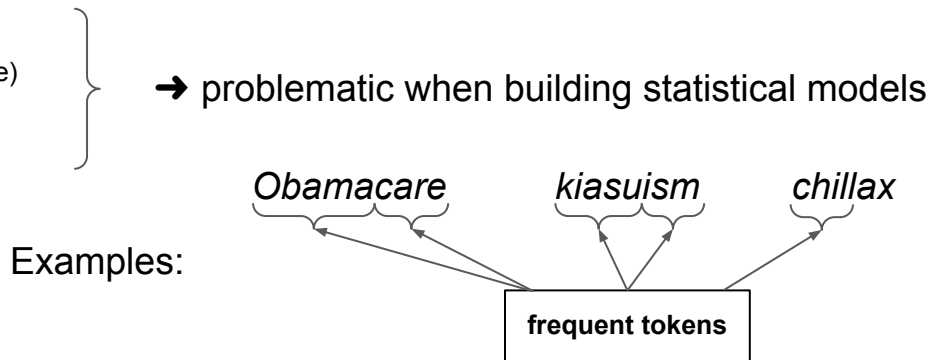 e)
➜ problematic when building statistical models
Obamacare kiasuism chillax
Examples:
frequent tokens